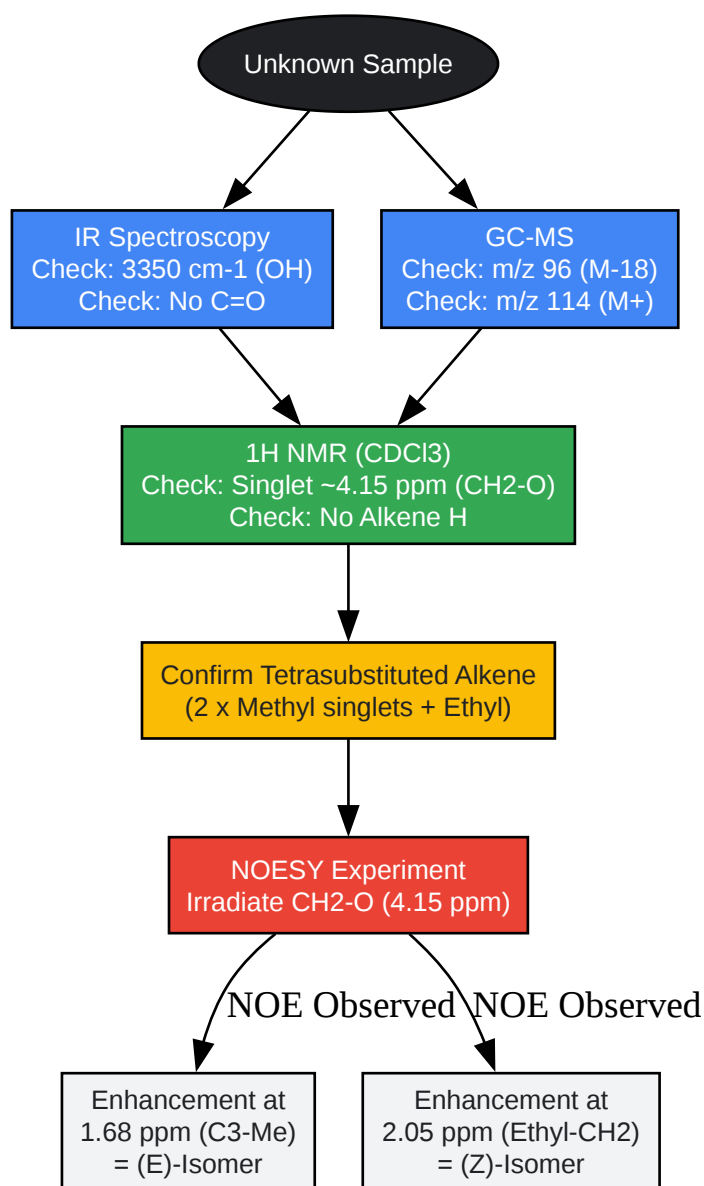 Unknown Sample
IR Spectroscopy
Check: 3350 cm-1 (OH)
Check: No C=O
GC-MS
Check: m/z 96 (M-18)
Check: m/z 114 (M+)
1H NMR (CDCl3)
Check: Singlet ~4.15 ppm (CH2-O)
Check: No Alkene H
Confirm Tetrasubstituted Alkene
(2 x Methyl singlets + Ethyl)
NOESY Experiment
Irradiate CH2-O (4.15 ppm)
NOE Observed
NOE Observed
Enhancement at
1.68 ppm (C3-Me)
= (E)-Isomer
Enhancement at
2.05 ppm (Ethyl-CH2)
= (Z)-Isomer